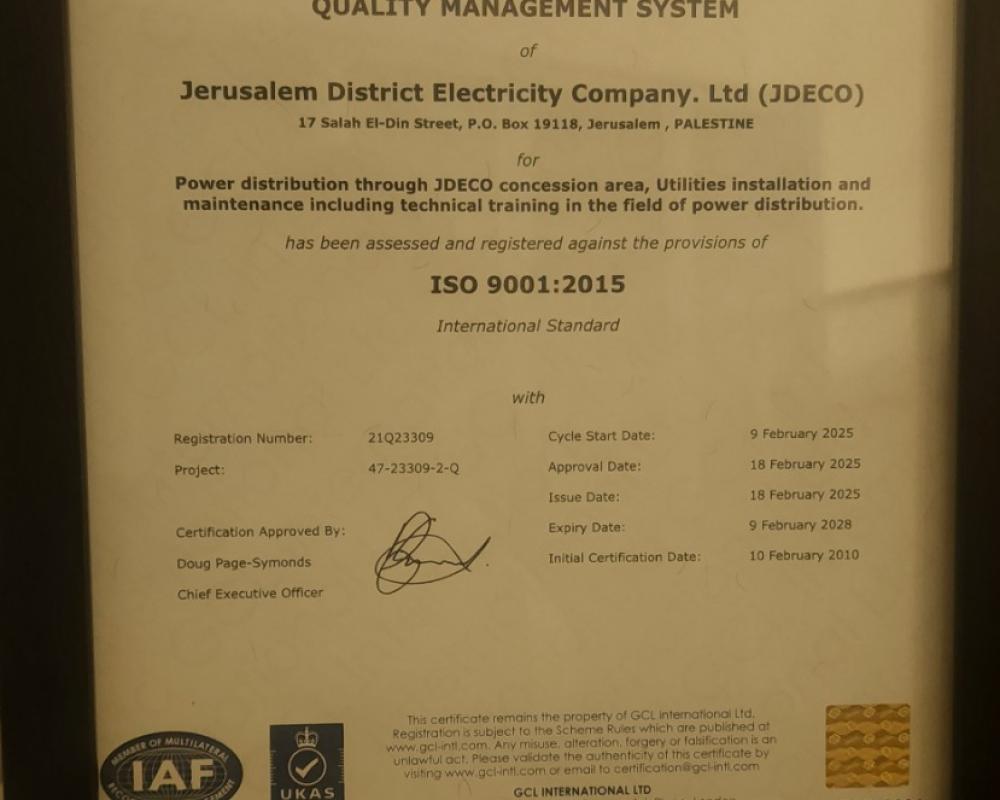 QUALITY MANAGEMENT SYSTEM
of
Jerusalem District Electricity Company. Ltd (JDECO)
17 Salah El-Din Street, P.O. Box 19118, Jerusalem , PALESTINE
for
Power distribution through JDECO concession area, Utilities installation and
maintenance including technical training in the field of power distribution.
has been assessed and registered against the provisions of
ISO 9001:2015
International Standard
with
Registration Number: 21Q23309
Project: 47-23309-2-Q
Certification Approved By:
Doug Page-Symonds
Chief Executive Officer
Cycle Start Date: 9 February 2025
Approval Date: 18 February 2025
Issue Date: 18 February 2025
Expiry Date: 9 February 2028
Initial Certification Date: 10 February 2010
MEMBER OF MULTILATERAL
IAF
UKAS
This certificate remains the property of GCL International Ltd.
Registration is subject to the Scheme Rules which are published at
www.gcl-intl.com. Any misuse, alteration, forgery or falsification is an
unlawful act. Please validate the authenticity of this certificate by
visiting www.gcl-intl.com or email to certification@gcl-intl.com
GCL INTERNATIONAL LTD